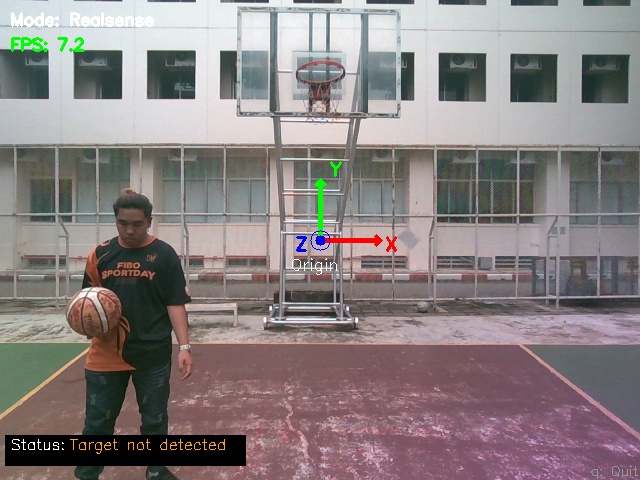 Mode: Realsense
FPS: 7.2
Y
Z
X
Origin
FIBO
SPORTDAY
Status: Target not detected
q: Quit